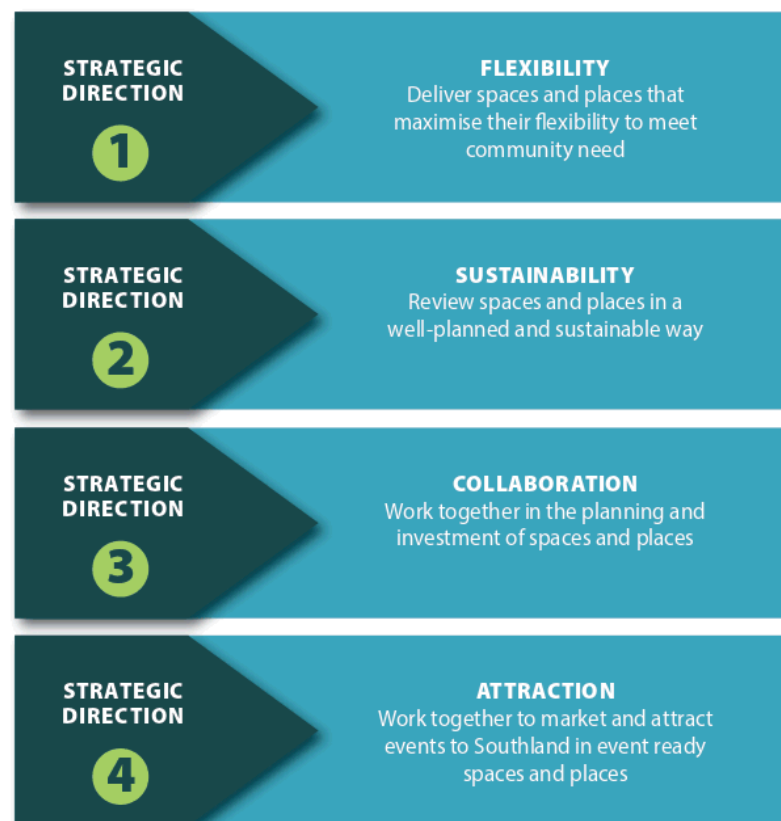 STRATEGIC
DIRECTION
1
FLEXIBILITY
Deliver spaces and places that
maximise their flexibility to meet
community need
STRATEGIC
DIRECTION
2
SUSTAINABILITY
Review spaces and places in a
well-planned and sustainable way
STRATEGIC
DIRECTION
3
COLLABORATION
Work together in the planning and
investment of spaces and places
STRATEGIC
DIRECTION
4
ATTRACTION
Work together to market and attract
events to Southland in event ready
spaces and places